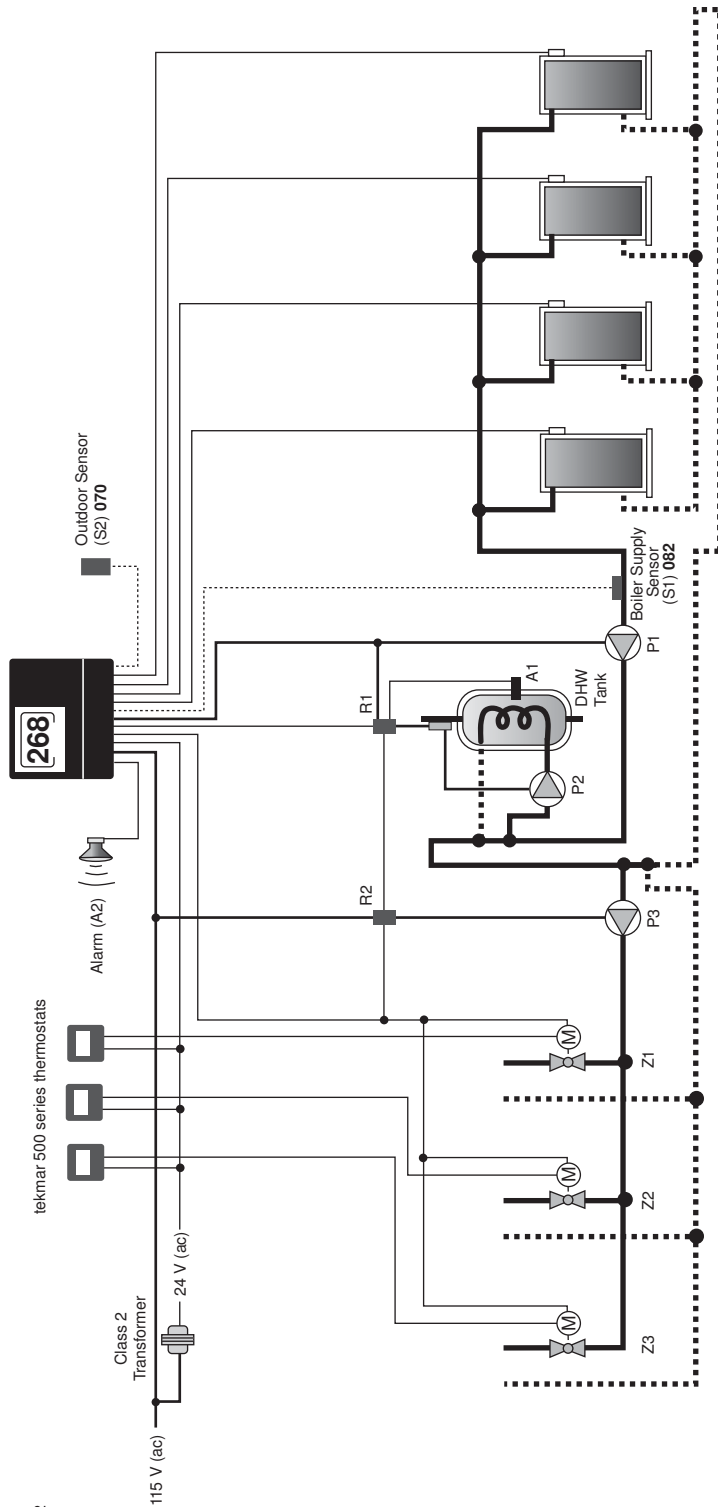 268
Outdoor Sensor
(S2) 070
Alarm (A2)
tekmar 500 series thermostats
Class 2
Transformer
24 V (ac)
115 V (ac)
R1
R2
A1
DHW
Tank
Boiler Supply
Sensor
(S1) 082
P1
P2
P3
M
M
M
Z1
Z2
Z3